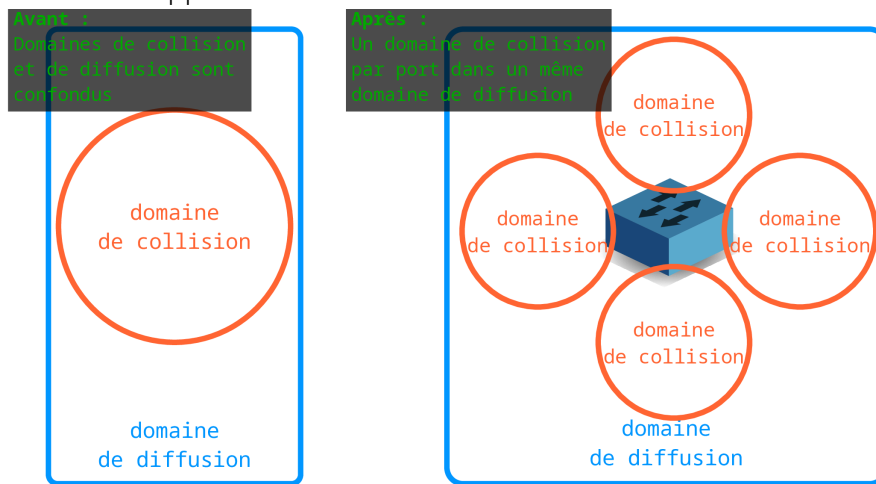 Avant :
Domaines de collision
et de diffusion sont
confondus
domaine
de collision
domaine
de diffusion
Après :
Un domaine de collision
par port dans un même
domaine de diffusion
domaine
de collision
domaine
de collision
domaine
de collision
domaine
de collision
domaine
de diffusion